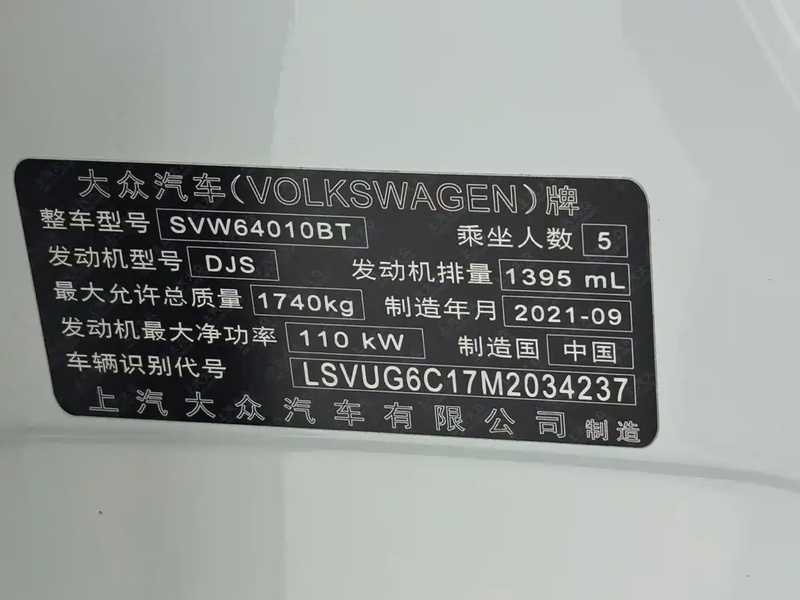 大众汽车(VOLKSWAGEN)牌
整车型号 SVW64010BT 乘坐人数 5
发动机型号 DJS 发动机排量 1395 mL
最大允许总质量 1740kg 制造年月 2021-09
发动机最大净功率 110 kW 制造国 中国
车辆识别代号 LSVUG6C17M2034237
上汽大众汽车有限公司 制造